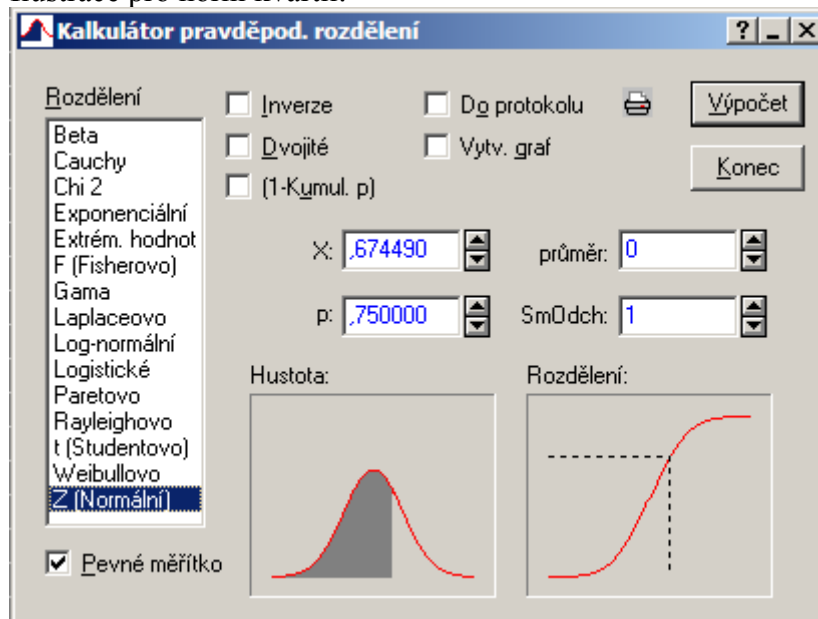 Kalkulátor pravděpod. rozdělení
Rozdělení
Beta
Cauchy
Chi 2
Exponenciální
Extrém. hodnot
F (Fisherovo)
Gama
Laplaceovo
Log-normální
Logistické
Paretovo
Rayleighovo
t (Studentovo)
Weibullovo
Z (Normální)
Pevné měřítko
Inverze
Dvojité
(1-Kumul. p)
Do protokolu
Vytv. graf
Výpočet
Konec
X: ,674490
průměr: 0
p: ,750000
SmOdch: 1
Hustota:
Rozdělení: